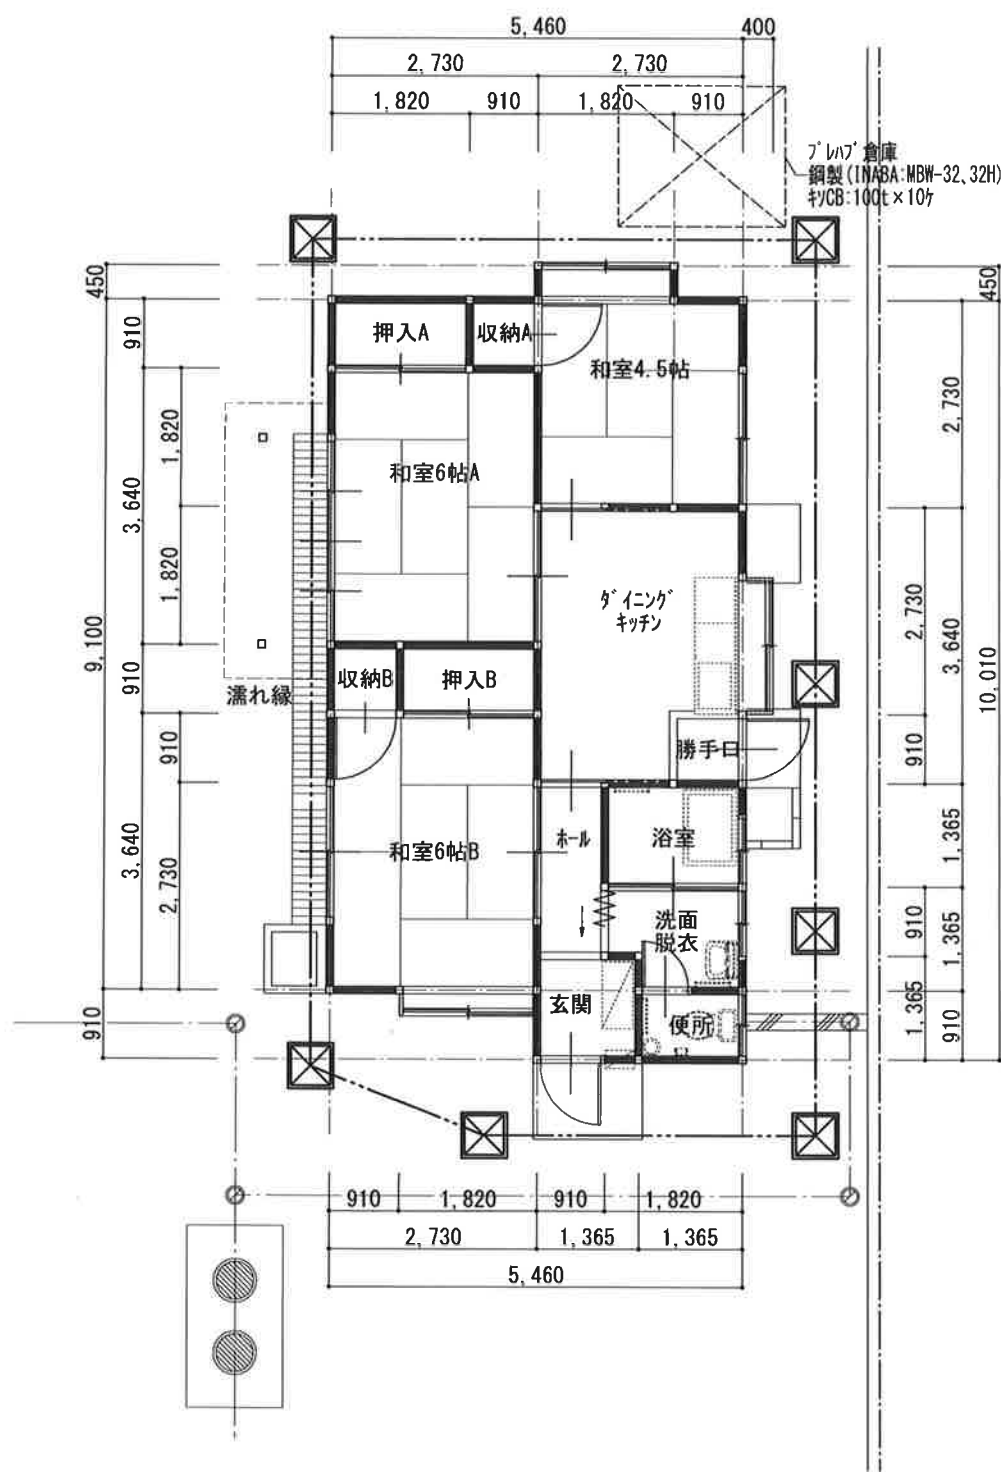 5,460
400
2,730
2,730
1,820
910
1,820
910
プレハブ倉庫
鋼製(INABA:MBW-32、32H)
キソCB:100t×10ケ
450
450
910
押入A
収納A
和室4.5帖
2,730
1,820
和室6帖A
3,640
1,820
ダイニング
キッチン
2,730
3,640
9,100
10,010
910
収納B
押入B
濡れ縁
910
勝手口
910
3,640
2,730
和室6帖B
ホール
浴室
1,365
洗面
脱衣
910
1,365
玄関
便所
910
1,365
910
910
1,820
910
1,820
2,730
1,365
1,365
5,460